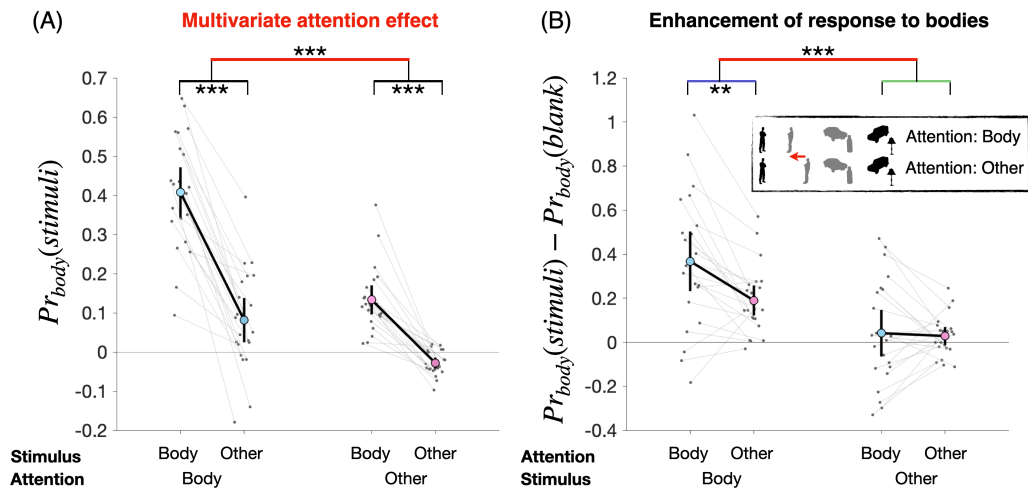 (A)
Multivariate attention effect
***
***
***
0.7
0.6
0.5
0.4
0.3
0.2
0.1
0
-0.1
-0.2
Pr_body(stimuli)
Stimulus Body Other Body Other
Attention Body Other
(B)
Enhancement of response to bodies
***
**
1.2
1
0.8
0.6
0.4
0.2
0
-0.2
-0.4
Pr_body(stimuli) − Pr_body(blank)
Attention: Body
Attention: Other
Attention Body Other Body Other
Stimulus Body Other